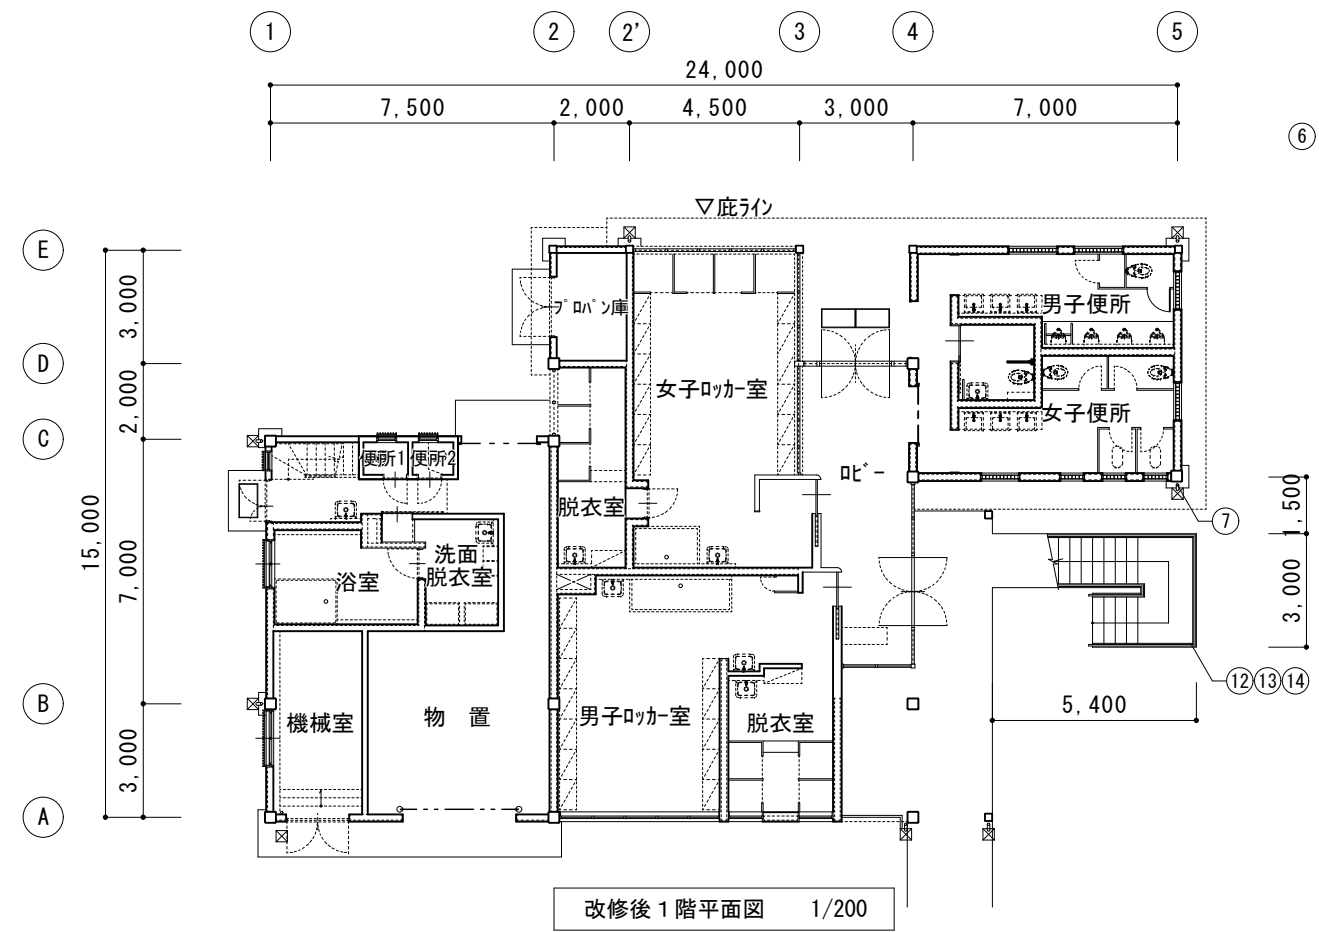 1
2
2'
3
4
5
24,000
7,500
2,000
4,500
3,000
7,000
6
▽庇ライン
E
D
C
B
A
3,000
2,000
7,000
3,000
15,000
プロパン庫
男子便所
女子ロッカー室
女子便所
便所1
便所2
ロビー
脱衣室
洗面
脱衣室
浴室
7
1,500
3,000
12 13 14
5,400
機械室
物 置
男子ロッカー室
脱衣室
改修後1階平面図 1/200